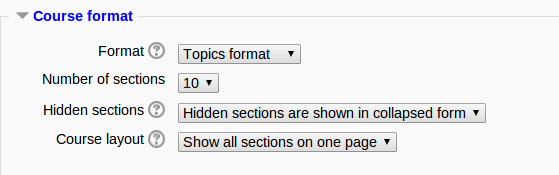 Course format
Format Topics format
Number of sections 10
Hidden sections Hidden sections are shown in collapsed form
Course layout Show all sections on one page